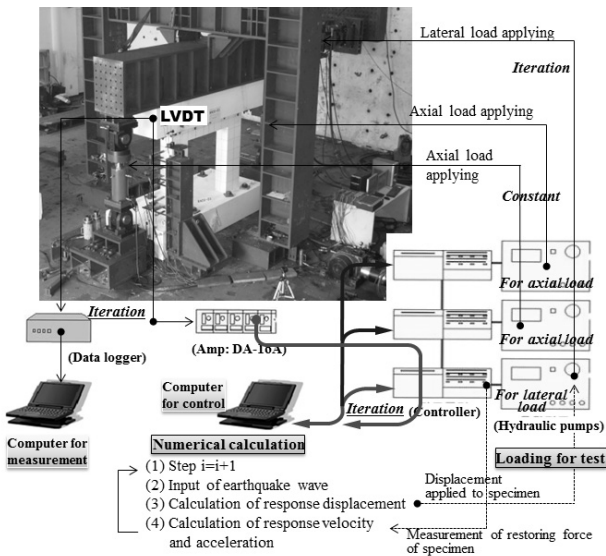 Lateral load applying
Iteration
LVDT
Axial load applying
Axial load
applying
Constant
For axial load
Iteration
(Data logger)
(Amp: DA-16A)
For axial load
Computer
for control
For lateral
load
Iteration
(Controller)
(Hydraulic pumps)
Computer for
measurement
Numerical calculation
Loading for test
(1) Step i=i+1
(2) Input of earthquake wave
(3) Calculation of response displacement
(4) Calculation of response velocity
and acceleration
Displacement
applied to specimen
Measurement of restoring force
of specimen